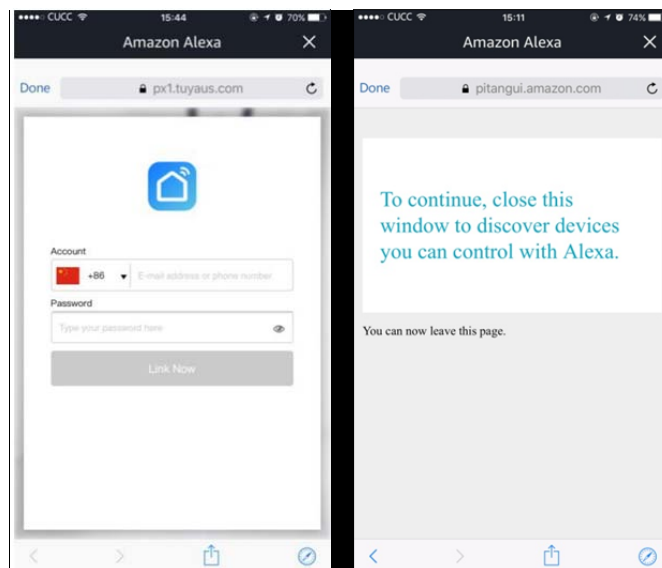 CUCC 15:44 70%
Amazon Alexa
Done px1.tuyaus.com
Account
+86 E-mail address or phone number
Password
Type your password here
Link Now
CUCC 15:11 74%
Amazon Alexa
Done pitangui.amazon.com
To continue, close this
window to discover devices
you can control with Alexa.
You can now leave this page.